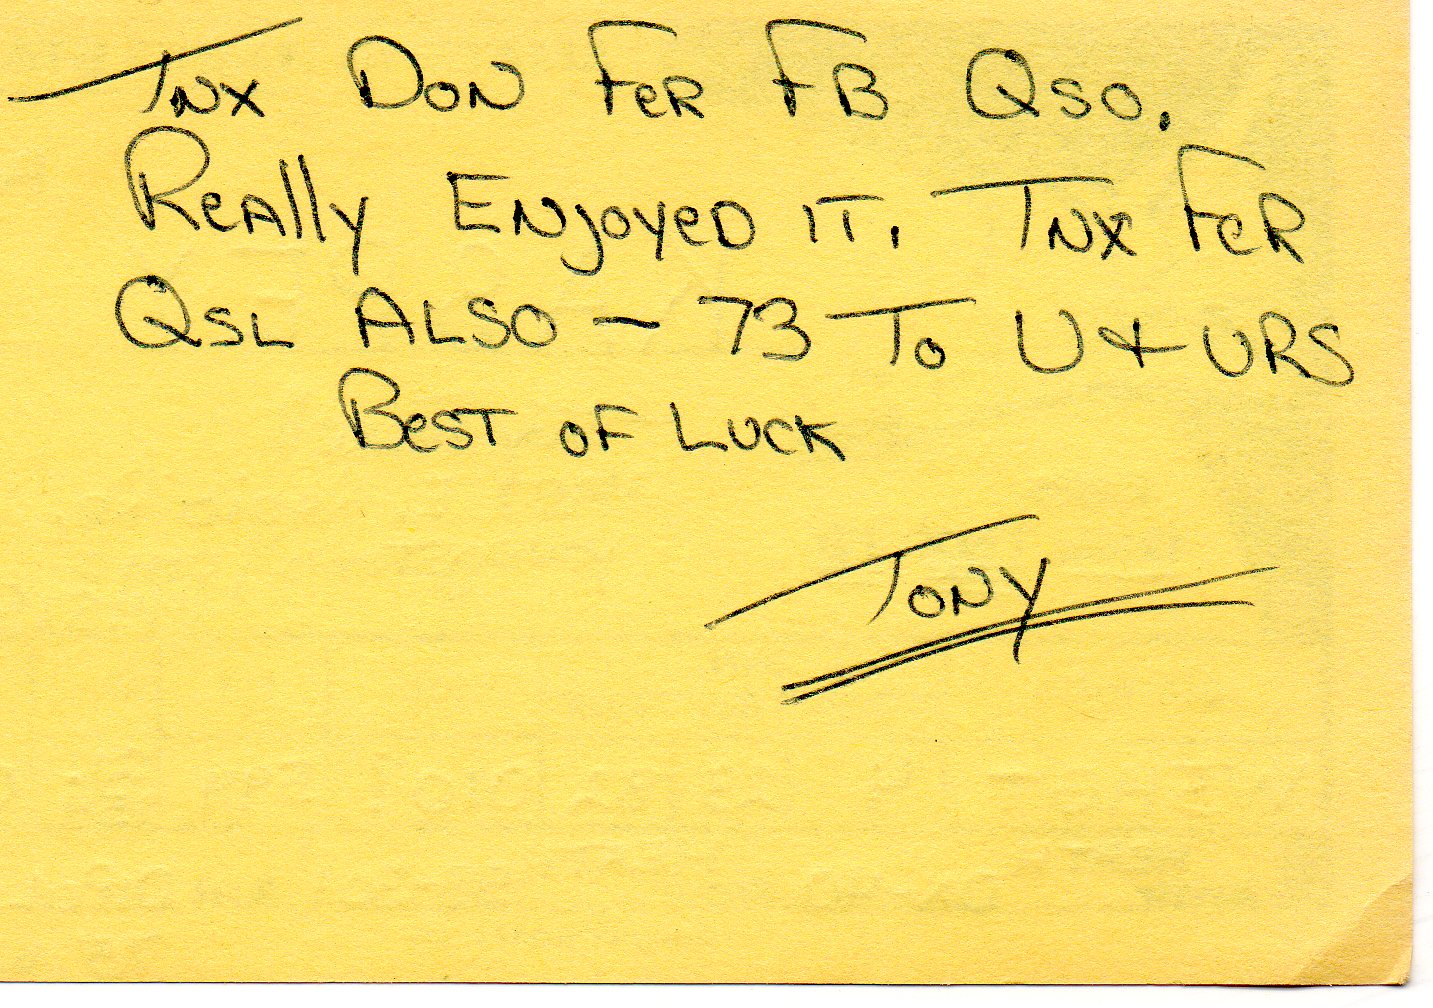 Tnx Don Fer FB Qso.
Really Enjoyed it. Tnx Fer
Qsl Also - 73 To U & URS
Best of Luck
Tony